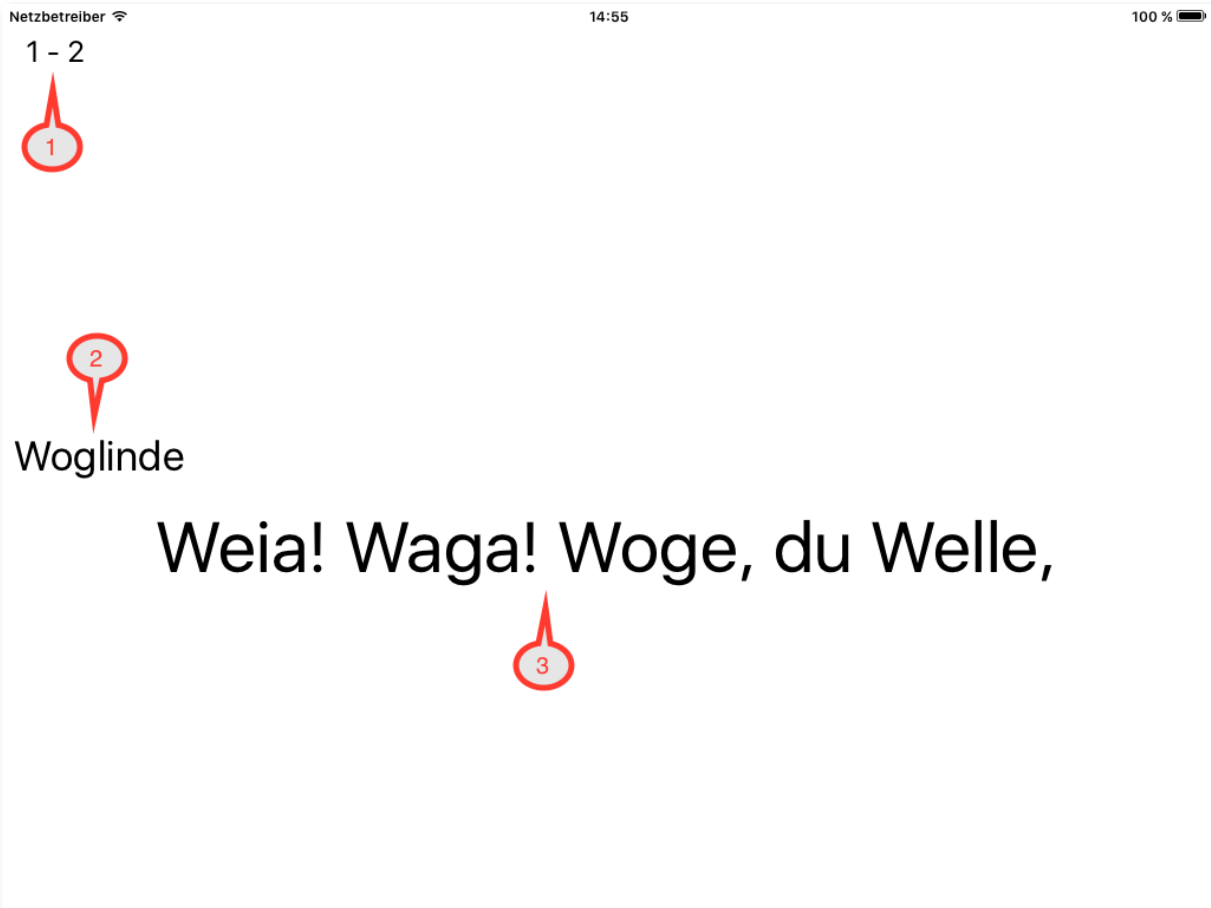 Netzbetreiber 14:55 100 %
1 - 2
1
2
Woglinde
Weia! Waga! Woge, du Welle,
3